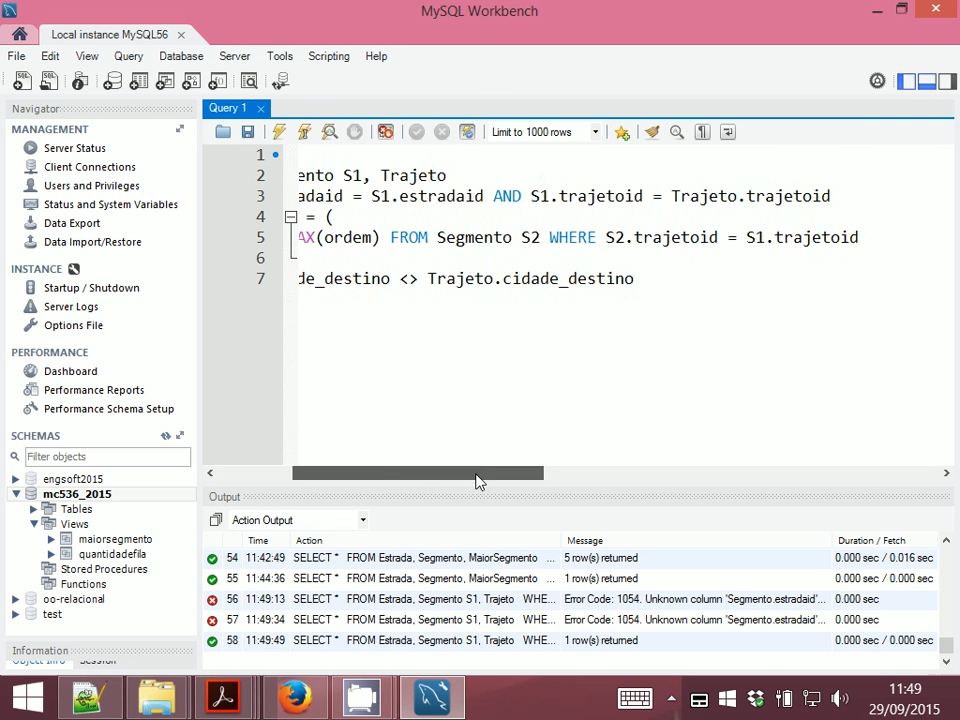 MySQL Workbench
Local instance MySQL56
File Edit View Query Database Server Tools Scripting Help
Navigator
MANAGEMENT
Server Status
Client Connections
Users and Privileges
Status and System Variables
Data Export
Data Import/Restore
INSTANCE
Startup / Shutdown
Server Logs
Options File
PERFORMANCE
Dashboard
Performance Reports
Performance Schema Setup
SCHEMAS
Filter objects
engsoft2015
mc536_2015
Tables
Views
maiorsegmento
quantidadefila
Stored Procedures
Functions
oo-relacional
test
Information
Object Info Session
Query 1
Limit to 1000 rows
1
2 ento S1, Trajeto
3 adaid = S1.estradaid AND S1.trajetoid = Trajeto.trajetoid
4 = (
5 AX(ordem) FROM Segmento S2 WHERE S2.trajetoid = S1.trajetoid
6
7 de_destino <> Trajeto.cidade_destino
Output
Action Output
Time Action Message Duration / Fetch
54 11:42:49 SELECT * FROM Estrada, Segmento, MaiorSegmento ... 5 row(s) returned 0.000 sec / 0.016 sec
55 11:44:36 SELECT * FROM Estrada, Segmento, MaiorSegmento ... 1 row(s) returned 0.000 sec / 0.000 sec
56 11:49:13 SELECT * FROM Estrada, Segmento S1, Trajeto WHE... Error Code: 1054. Unknown column 'Segmento.estradaid'... 0.000 sec
57 11:49:34 SELECT * FROM Estrada, Segmento S1, Trajeto WHE... Error Code: 1054. Unknown column 'Segmento.estradaid'... 0.000 sec
58 11:49:49 SELECT * FROM Estrada, Segmento S1, Trajeto WHE... 1 row(s) returned 0.000 sec / 0.000 sec
11:49
29/09/2015